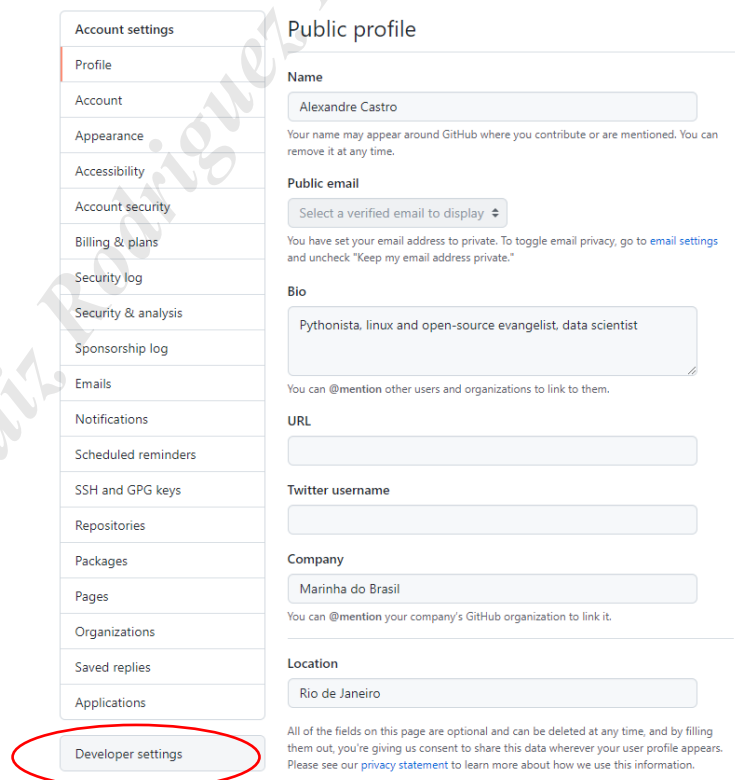 Account settings
Profile
Account
Appearance
Accessibility
Account security
Billing & plans
Security log
Security & analysis
Sponsorship log
Emails
Notifications
Scheduled reminders
SSH and GPG keys
Repositories
Packages
Pages
Organizations
Saved replies
Applications
Developer settings
Public profile
Name
Alexandre Castro
Your name may appear around GitHub where you contribute or are mentioned. You can
remove it at any time.
Public email
Select a verified email to display
You have set your email address to private. To toggle email privacy, go to email settings
and uncheck "Keep my email address private."
Bio
Pythonista, linux and open-source evangelist, data scientist
You can @mention other users and organizations to link to them.
URL
Twitter username
Company
Marinha do Brasil
You can @mention your company's GitHub organization to link it.
Location
Rio de Janeiro
All of the fields on this page are optional and can be deleted at any time, and by filling
them out, you're giving us consent to share this data wherever your user profile appears.
Please see our privacy statement to learn more about how we use this information.
Rodriguez